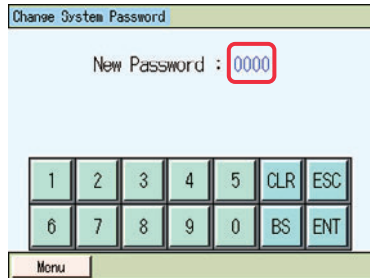 Change System Password
New Password : 0000
1 2 3 4 5 CLR ESC
6 7 8 9 0 BS ENT
Menu